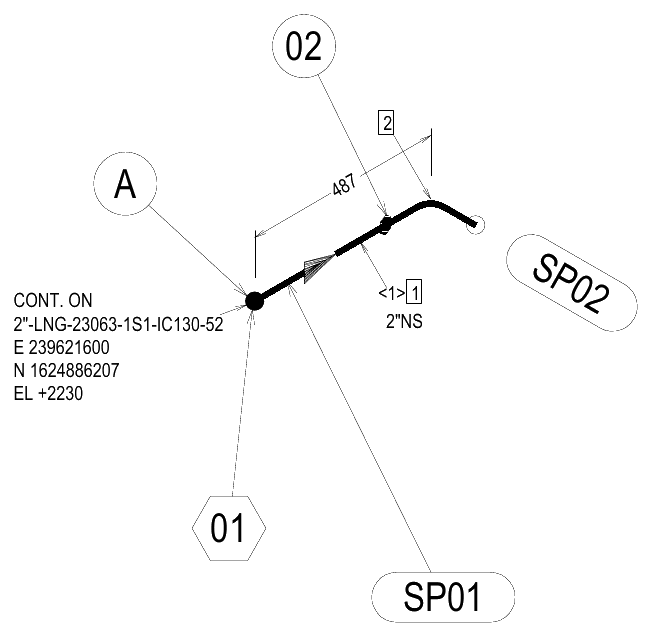 02
2
487
A
SP02
<1> 1
2"NS
CONT. ON
2"-LNG-23063-1S1-IC130-52
E 239621600
N 1624886207
EL +2230
01
SP01